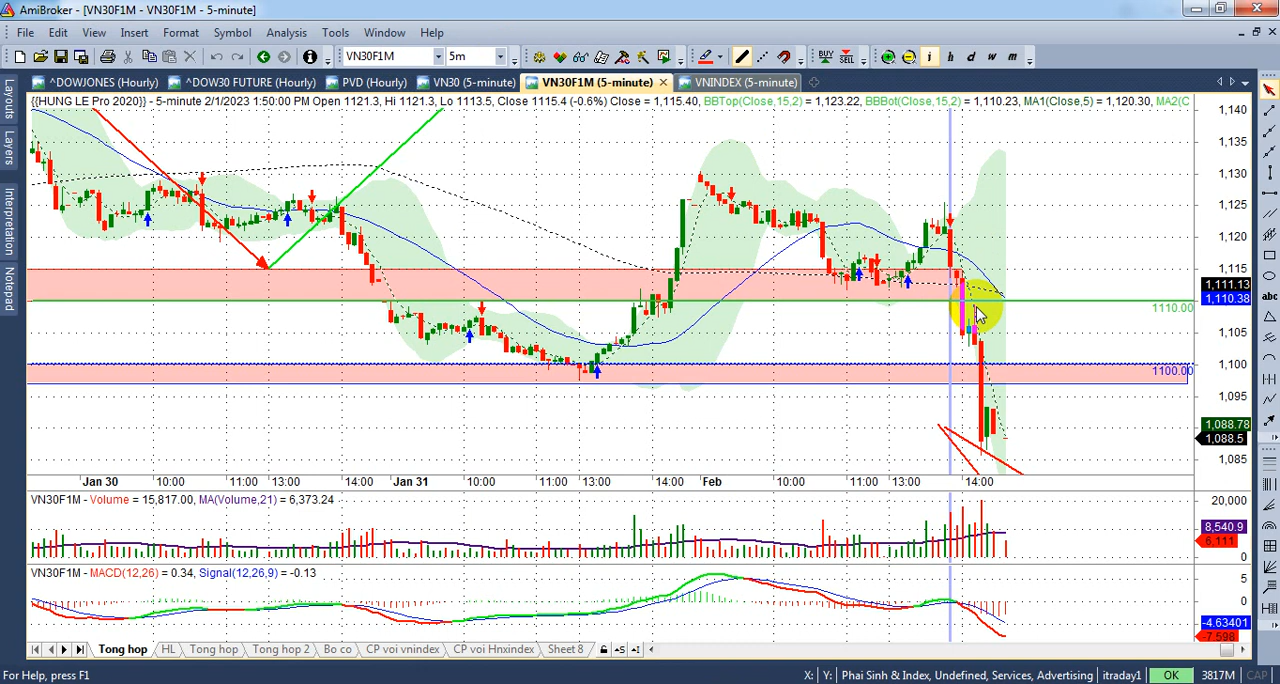 AmiBroker - [VN30F1M - VN30F1M - 5-minute]
File Edit View Insert Format Symbol Analysis Tools Window Help
VN30F1M 5m BUY SELL i h d w m
^DOWJONES (Hourly) ^DOW30 FUTURE (Hourly) PVD (Hourly) VN30 (5-minute) VN30F1M (5-minute) VNINDEX (5-minute)
{{HUNG LE Pro 2020}} - 5-minute 2/1/2023 1:50:00 PM Open 1121.3, Hi 1121.3, Lo 1113.5, Close 1115.4 (-0.6%) Close = 1,115.40, BBTop(Close,15,2) = 1,123.22, BBBot(Close,15,2) = 1,110.23, MA1(Close,5) = 1,120.30, MA2(C
Layouts
Layers
Interpretation
Notepad
1,140
1,135
1,130
1,125
1,120
1,115
1,111.13
1,110.38
1110.00
1,105
1,100
1100.00
1,095
1,088.78
1,088.5
1,085
abc
Jan 30 10:00 11:00 13:00 14:00 Jan 31 10:00 11:00 13:00 14:00 Feb 10:00 11:00 13:00 14:00
VN30F1M - Volume = 15,817.00, MA(Volume,21) = 6,373.24
20,000
8,540.9
6,111
0
VN30F1M - MACD(12,26) = 0.34, Signal(12,26,9) = -0.13
5
0
-4.63401
-7.598
Tong hop HL Tong hop Tong hop 2 Bo co CP voi vnindex CP voi Hnxindex Sheet 8
For Help, press F1 X: Y: Phai Sinh & Index, Undefined, Services, Advertising itraday1 OK 3817M CAP